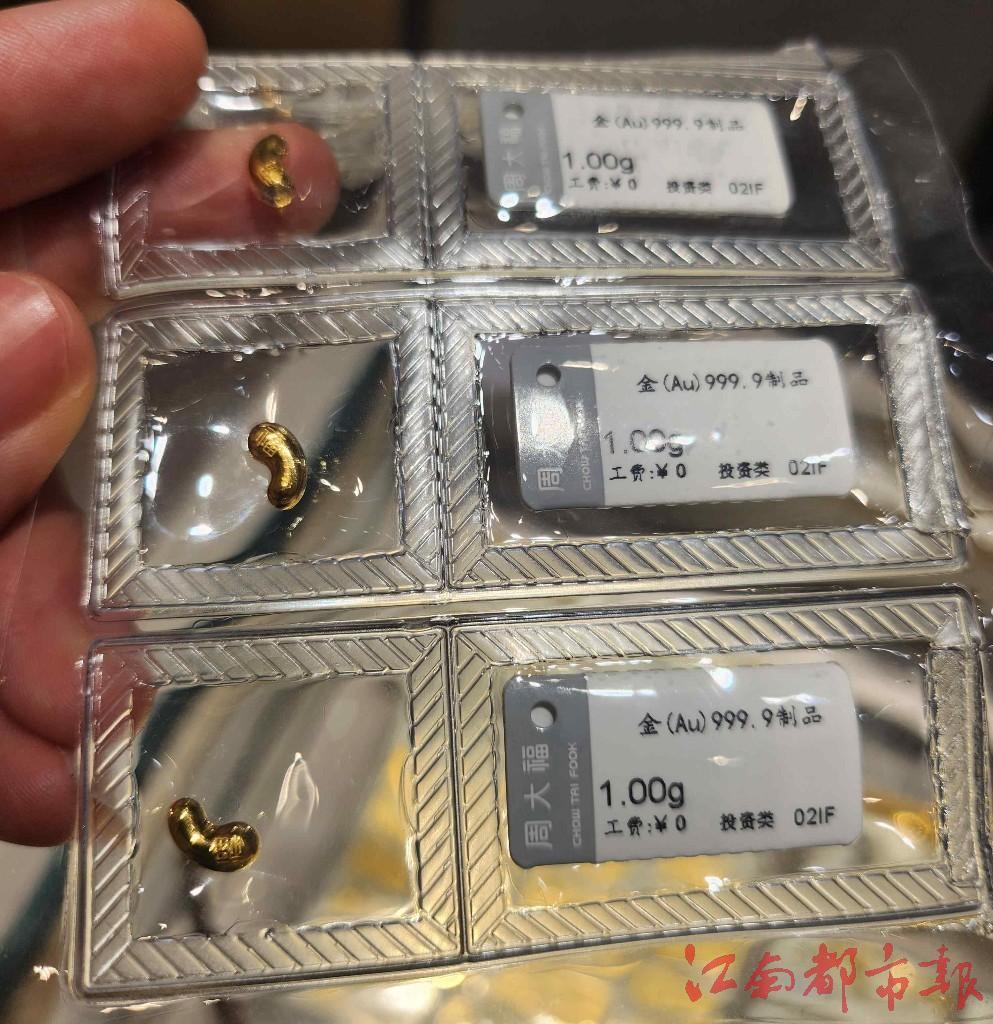 周大福
金(Au)999.9制品
1.00g
工费:¥0 投资类 02IF
周
CHOW
金(Au)999.9制品
1.00g
工费:¥0 投资类 02IF
周大福
CHOW TAI FOOK
金(Au)999.9制品
1.00g
工费:¥0 投资类 02IF
江南都市報